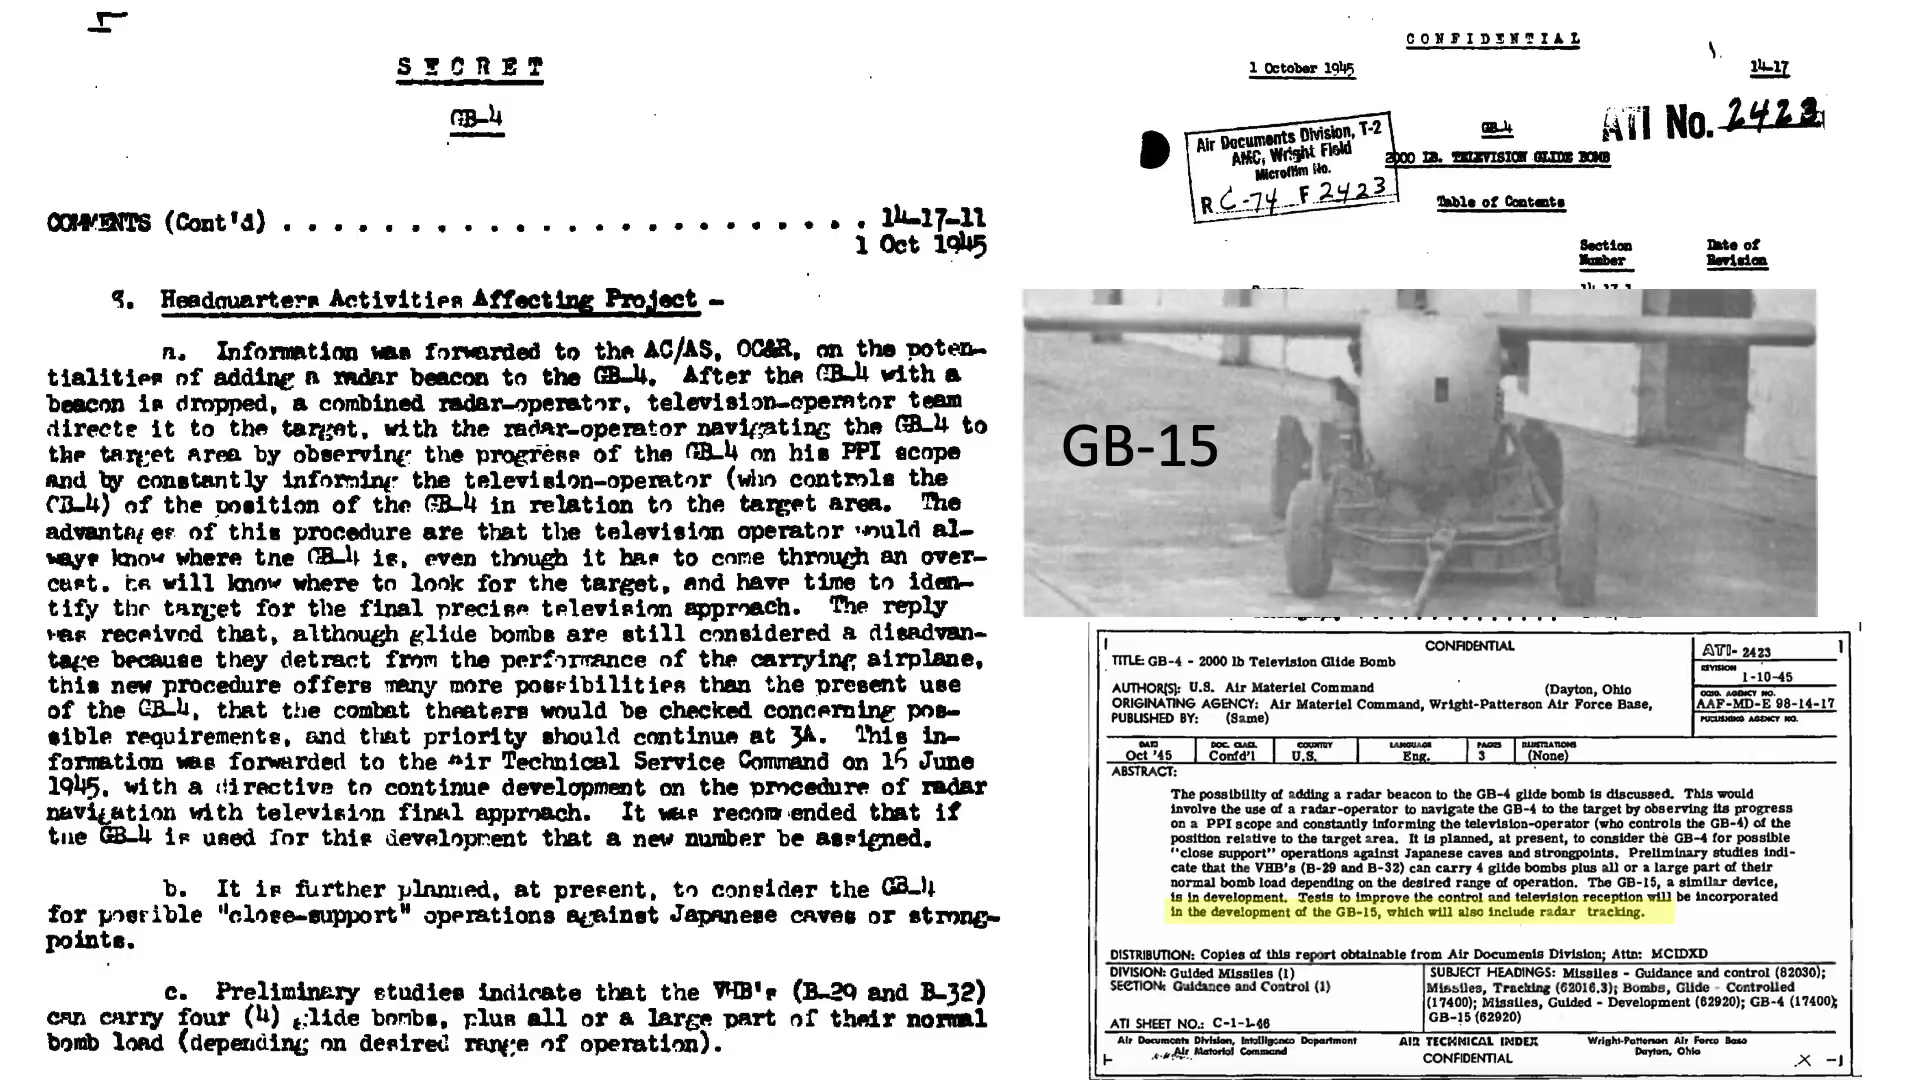 SECRET
GB-4
COMMENTS (Cont'd) . . . . . . . . . . . . . . . . . . . . . . . 14-17-11
1 Oct 1945
Headquarters Activities Affecting Project -
a. Information was forwarded to the AC/AS, OC&R, on the poten-
tialities of adding a radar beacon to the GB-4. After the GB-4 with a
beacon is dropped, a combined radar-operator, television-operator team
directs it to the target, with the radar-operator navigating the GB-4 to
the target area by observing the progress of the GB-4 on his PPI scope
and by constantly informing the television-operator (who controls the
GB-4) of the position of the GB-4 in relation to the target area. The
advantages of this procedure are that the television operator would al-
ways know where the GB-4 is, even though it has to come through an over-
cast. He will know where to look for the target, and have time to iden-
tify the target for the final precise television approach. The reply
was received that, although glide bombs are still considered a disadvan-
tage because they detract from the performance of the carrying airplane,
this new procedure offers many more possibilities than the present use
of the GB-4, that the combat theaters would be checked concerning pos-
sible requirements, and that priority should continue at 3A. This in-
formation was forwarded to the Air Technical Service Command on 16 June
1945, with a directive to continue development on the procedure of radar
navigation with television final approach. It was recommended that if
the GB-4 is used for this development that a new number be assigned.
b. It is further planned, at present, to consider the GB-4
for possible "close-support" operations against Japanese caves or strong-
points.
c. Preliminary studies indicate that the VHB's (B-29 and B-32)
can carry four (4) glide bombs, plus all or a large part of their normal
bomb load (depending on desired range of operation).
CONFIDENTIAL
1 October 1945
14-17
ATI No. 2423
Air Documents Division, T-2
AMC, Wright Field
Microfilm No.
R C-74 F 2423
GB-4
2000 LB. TELEVISION GLIDE BOMB
Table of Contents
Section Number
Date of Revision
14-17-1
GB-15
CONFIDENTIAL
TITLE: GB-4 - 2000 lb Television Glide Bomb
AUTHOR(S): U.S. Air Materiel Command (Dayton, Ohio
ORIGINATING AGENCY: Air Materiel Command, Wright-Patterson Air Force Base,
PUBLISHED BY: (Same)
ATI- 2423
REVISION
1-10-45
ORIG. AGENCY NO.
AAF-MD-E 98-14-17
PUBLISHING AGENCY NO.
DATE DOC. CLASS. COUNTRY LANGUAGE PAGES ILLUSTRATIONS
Oct '45 Confd'l U.S. Eng. 3 (None)
ABSTRACT:
The possibility of adding a radar beacon to the GB-4 glide bomb is discussed. This would
involve the use of a radar-operator to navigate the GB-4 to the target by observing its progress
on a PPI scope and constantly informing the television-operator (who controls the GB-4) of the
position relative to the target area. It is planned, at present, to consider the GB-4 for possible
"close support" operations against Japanese caves and strongpoints. Preliminary studies indi-
cate that the VHB's (B-29 and B-32) can carry 4 glide bombs plus all or a large part of their
normal bomb load depending on the desired range of operation. The GB-15, a similar device,
is in development. Tests to improve the control and television reception will be incorporated
in the development of the GB-15, which will also include radar tracking.
DISTRIBUTION: Copies of this report obtainable from Air Documents Division; Attn: MCIDXD
DIVISION: Guided Missiles (1)
SECTION: Guidance and Control (1)
SUBJECT HEADINGS: Missiles - Guidance and control (62030);
Missiles, Tracking (62016.3); Bombs, Glide - Controlled
(17400); Missiles, Guided - Development (62920); GB-4 (17400);
GB-15 (62920)
ATI SHEET NO.: C-1-1-46
Air Documents Division, Intelligence Department
Air Materiel Command
AIR TECHNICAL INDEX
CONFIDENTIAL
Wright-Patterson Air Force Base
Dayton, Ohio